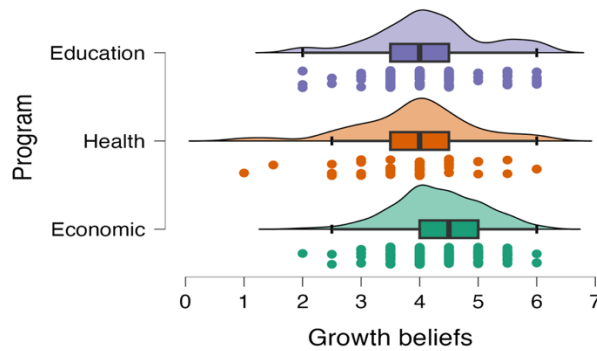 Education
Health
Economic
Program
0 1 2 3 4 5 6 7
Growth beliefs